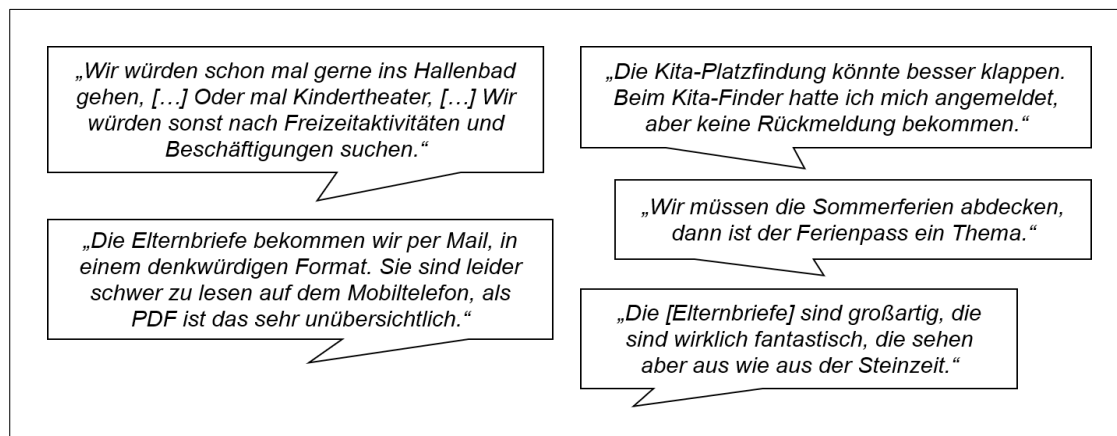 „Wir würden schon mal gerne ins Hallenbad
gehen, […] Oder mal Kindertheater, […] Wir
würden sonst nach Freizeitaktivitäten und
Beschäftigungen suchen.“
„Die Elternbriefe bekommen wir per Mail, in
einem denkwürdigen Format. Sie sind leider
schwer zu lesen auf dem Mobiltelefon, als
PDF ist das sehr unübersichtlich.“
„Die Kita-Platzfindung könnte besser klappen.
Beim Kita-Finder hatte ich mich angemeldet,
aber keine Rückmeldung bekommen.“
„Wir müssen die Sommerferien abdecken,
dann ist der Ferienpass ein Thema.“
„Die [Elternbriefe] sind großartig, die
sind wirklich fantastisch, die sehen
aber aus wie aus der Steinzeit.“